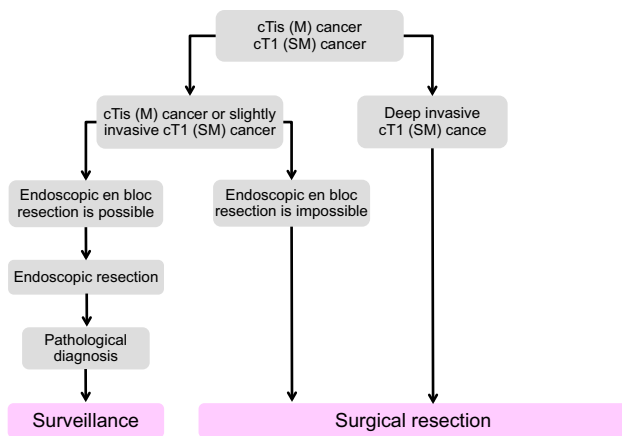 cTis (M) cancer
cT1 (SM) cancer
cTis (M) cancer or slightly
invasive cT1 (SM) cancer
Deep invasive
cT1 (SM) cance
Endoscopic en bloc
resection is possible
Endoscopic en bloc
resection is impossible
Endoscopic resection
Pathological
diagnosis
Surveillance
Surgical resection